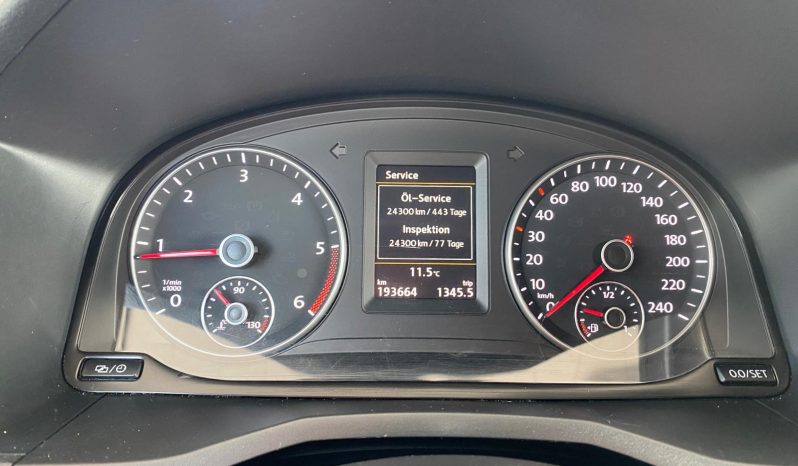 Service
Öl-Service
24300 km / 443 Tage
Inspektion
24300 km / 77 Tage
11.5°C
km trip
193664 1345.5
0 1 2 3 4 5 6
1/min
x1000
90
130
0 10 20 30 40 60 80 100 120 140 160 180 200 220 240
km/h
1/2
0.0/SET